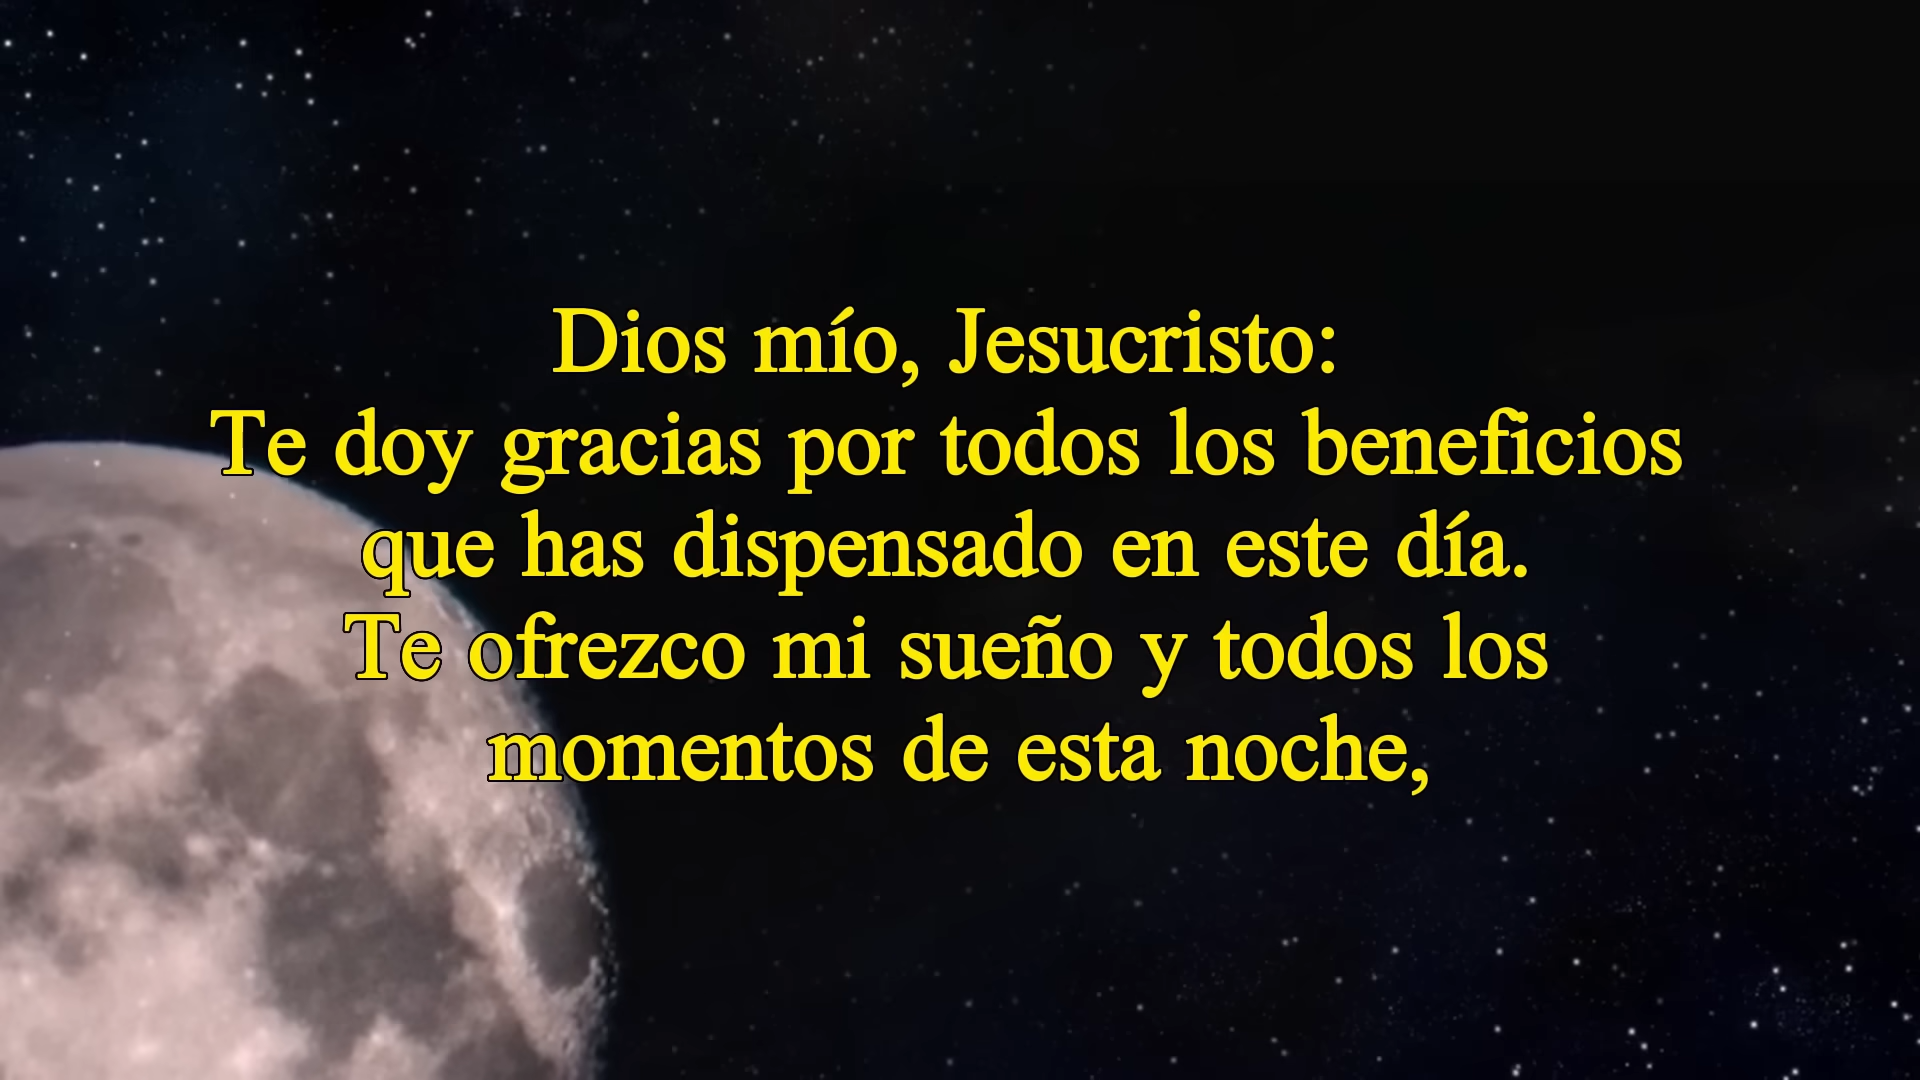 Dios mío, Jesucristo:
Te doy gracias por todos los beneficios
que has dispensado en este día.
Te ofrezco mi sueño y todos los
momentos de esta noche,